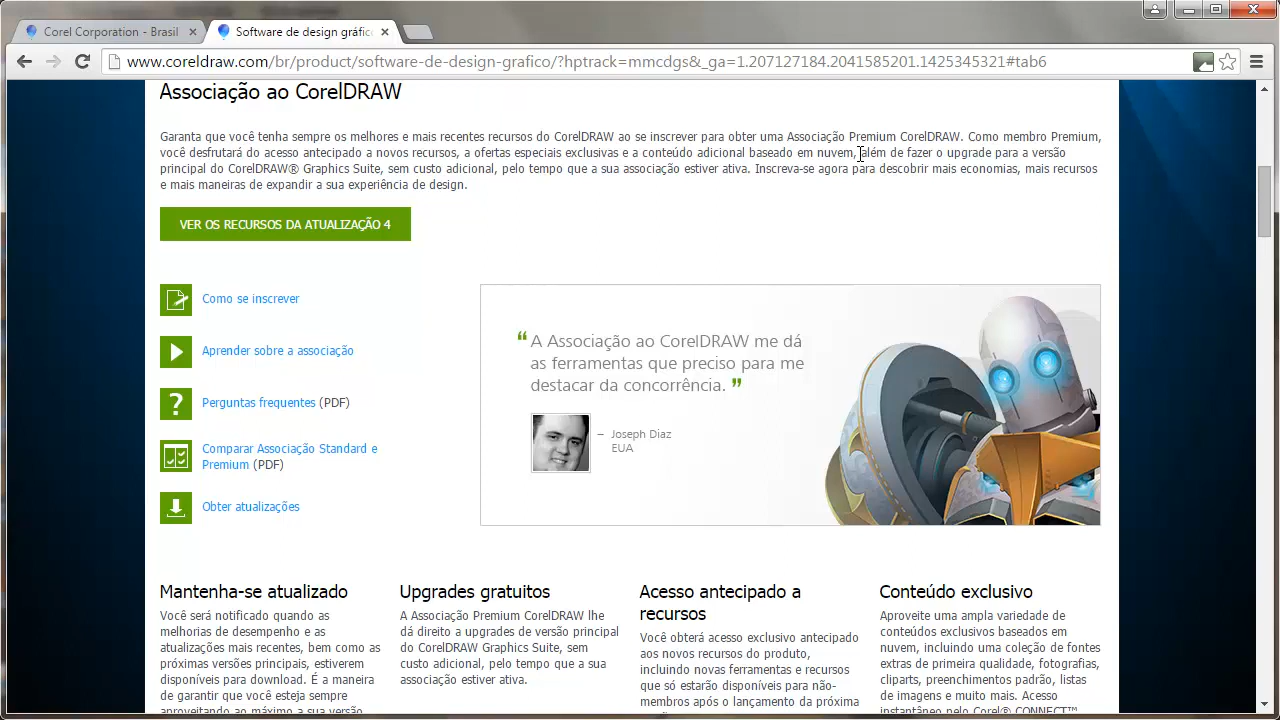 Corel Corporation - Brasil
Software de design gráfic
www.coreldraw.com/br/product/software-de-design-grafico/?hptrack=mmcdgs&_ga=1.207127184.2041585201.1425345321#tab6
Associação ao CorelDRAW
Garanta que você tenha sempre os melhores e mais recentes recursos do CorelDRAW ao se inscrever para obter uma Associação Premium CorelDRAW. Como membro Premium,
você desfrutará do acesso antecipado a novos recursos, a ofertas especiais exclusivas e a conteúdo adicional baseado em nuvem, além de fazer o upgrade para a versão
principal do CorelDRAW® Graphics Suite, sem custo adicional, pelo tempo que a sua associação estiver ativa. Inscreva-se agora para descobrir mais economias, mais recursos
e mais maneiras de expandir a sua experiência de design.
VER OS RECURSOS DA ATUALIZAÇÃO 4
Como se inscrever
Aprender sobre a associação
Perguntas frequentes (PDF)
Comparar Associação Standard e
Premium (PDF)
Obter atualizações
“ A Associação ao CorelDRAW me dá
as ferramentas que preciso para me
destacar da concorrência. ”
– Joseph Diaz
EUA
Mantenha-se atualizado
Você será notificado quando as
melhorias de desempenho e as
atualizações mais recentes, bem como as
próximas versões principais, estiverem
disponíveis para download. É a maneira
de garantir que você esteja sempre
aproveitando ao máximo a sua versão
Upgrades gratuitos
A Associação Premium CorelDRAW lhe
dá direito a upgrades de versão principal
do CorelDRAW Graphics Suite, sem
custo adicional, pelo tempo que a sua
associação estiver ativa.
Acesso antecipado a
recursos
Você obterá acesso exclusivo antecipado
aos novos recursos do produto,
incluindo novas ferramentas e recursos
que só estarão disponíveis para não-
membros após o lançamento da próxima
Conteúdo exclusivo
Aproveite uma ampla variedade de
conteúdos exclusivos baseados em
nuvem, incluindo uma coleção de fontes
extras de primeira qualidade, fotografias,
cliparts, preenchimentos padrão, listas
de imagens e muito mais. Acesso
instantâneo pelo Corel® CONNECT™